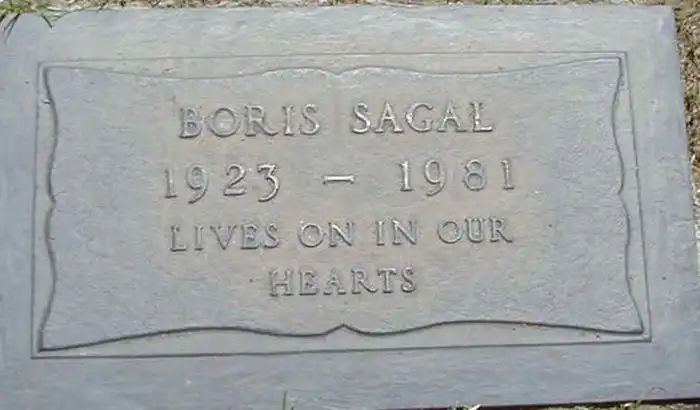 BORIS SAGAL
1923 – 1981
LIVES ON IN OUR
HEARTS